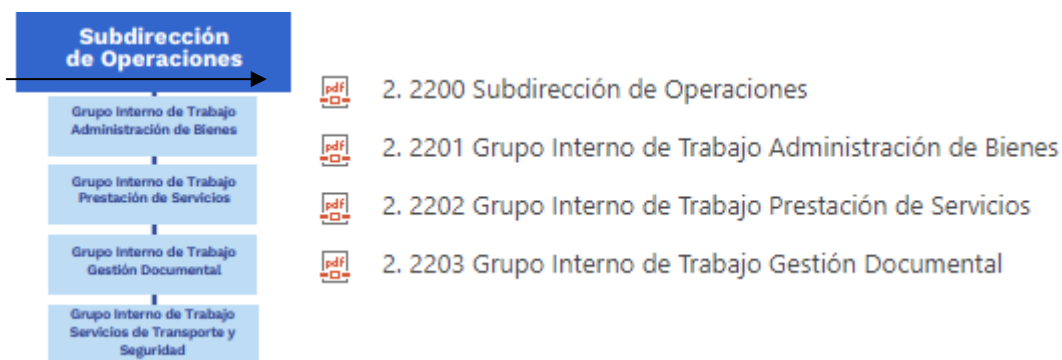 Subdirección
de Operaciones
Grupo Interno de Trabajo
Administración de Bienes
Grupo Interno de Trabajo
Prestación de Servicios
Grupo Interno de Trabajo
Gestión Documental
Grupo Interno de Trabajo
Servicios de Transporte y
Seguridad
pdf 2. 2200 Subdirección de Operaciones
pdf 2. 2201 Grupo Interno de Trabajo Administración de Bienes
pdf 2. 2202 Grupo Interno de Trabajo Prestación de Servicios
pdf 2. 2203 Grupo Interno de Trabajo Gestión Documental